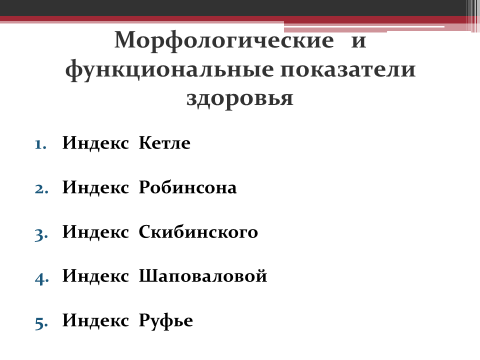 Морфологические и
функциональные показатели
здоровья
1. Индекс Кетле
2. Индекс Робинсона
3. Индекс Скибинского
4. Индекс Шаповаловой
5. Индекс Руфье